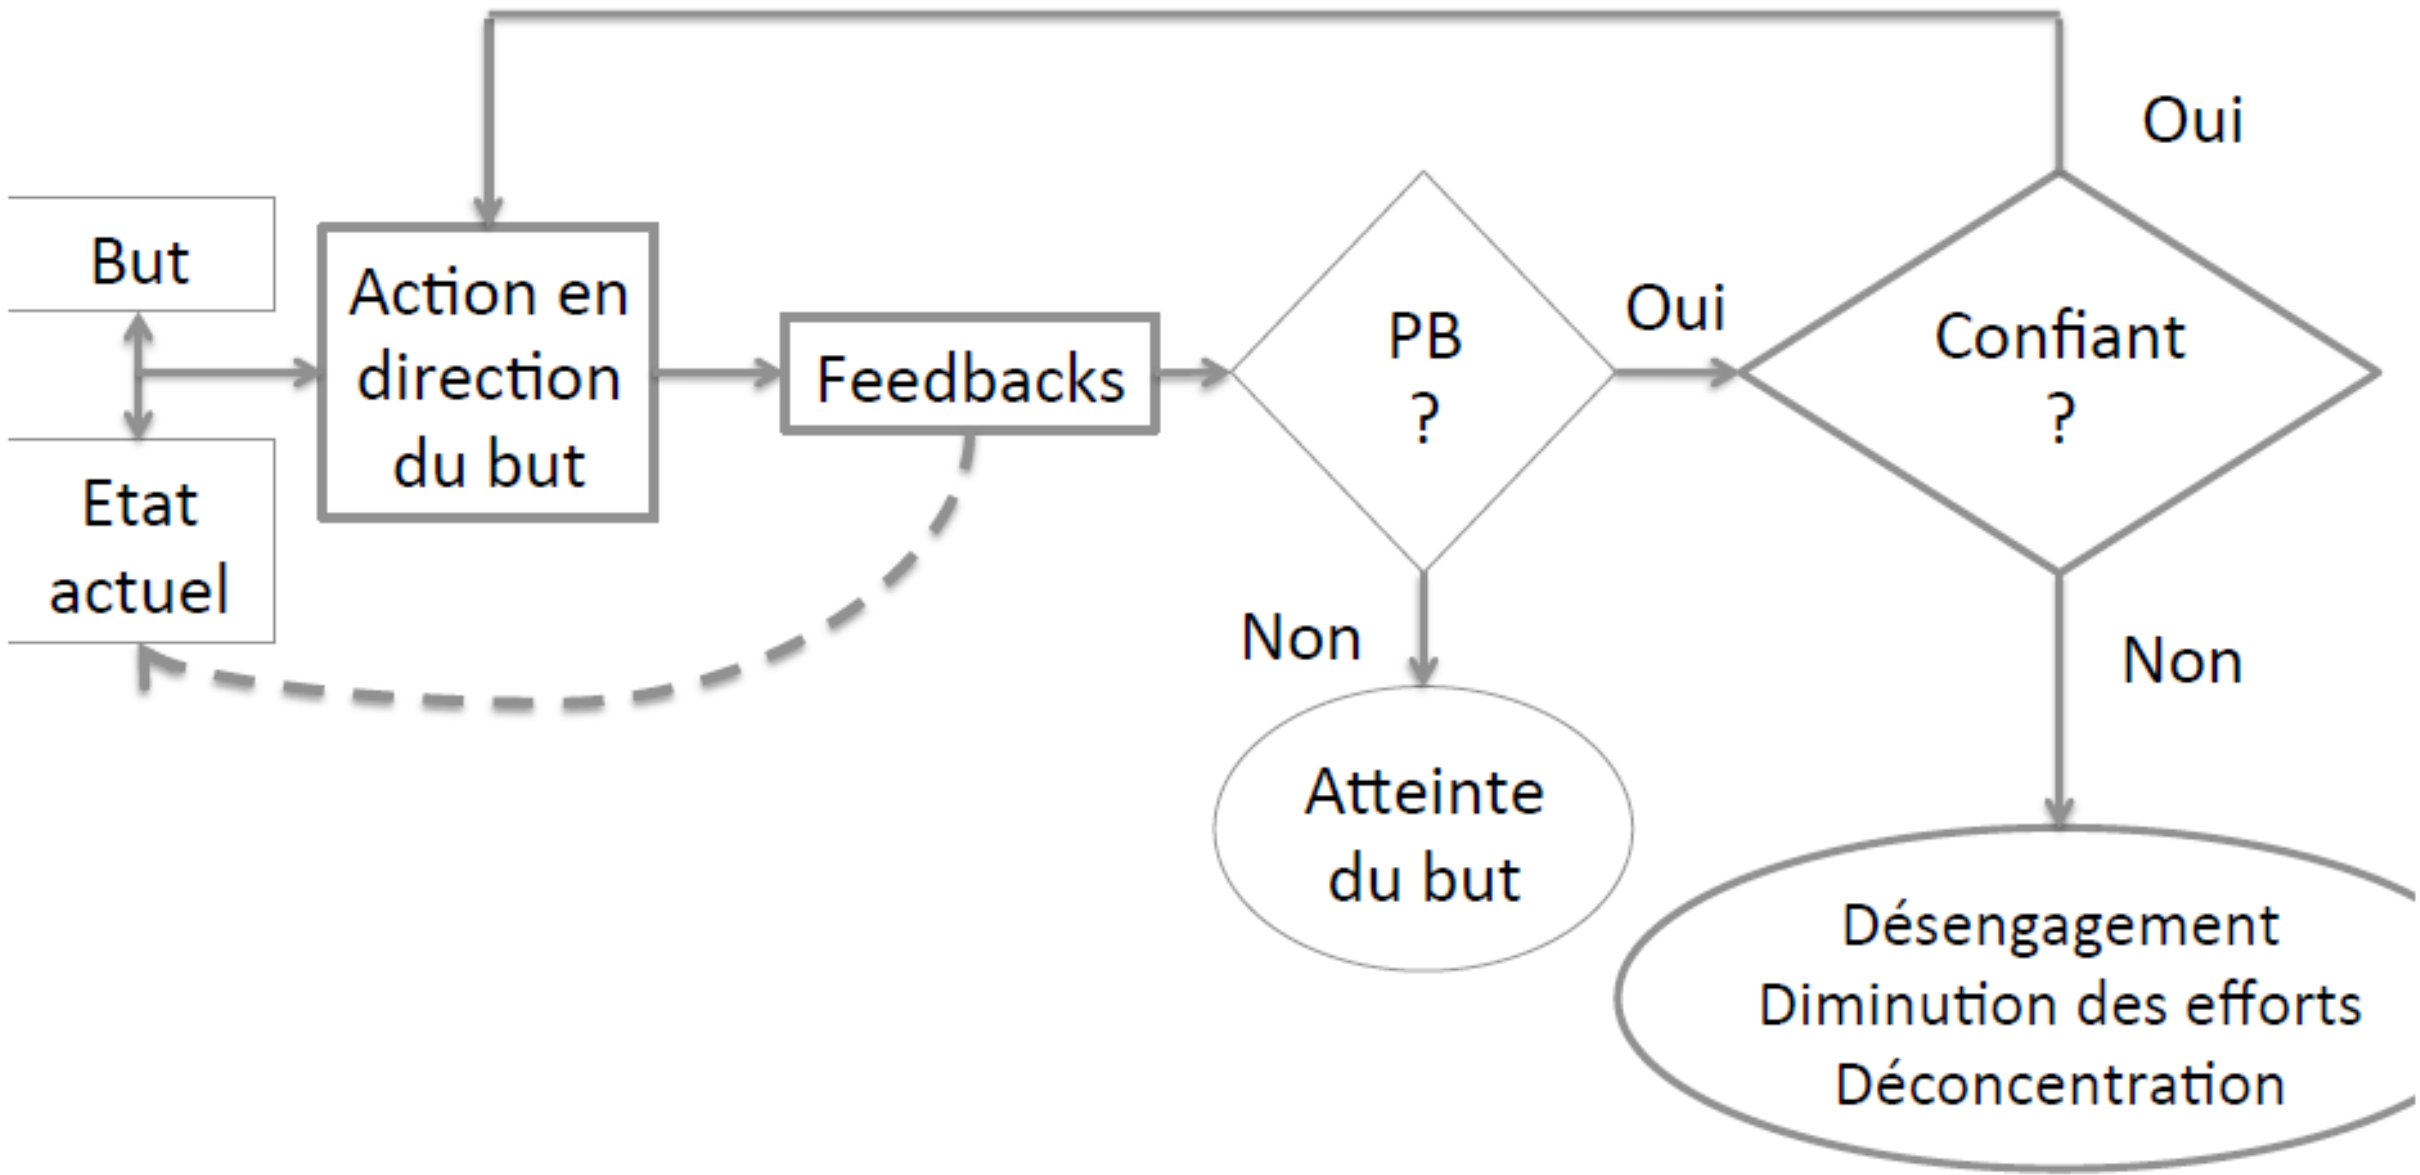 But
Etat
actuel
Action en
direction
du but
Feedbacks
PB
?
Oui
Non
Atteinte
du but
Confiant
?
Oui
Non
Désengagement
Diminution des efforts
Déconcentration